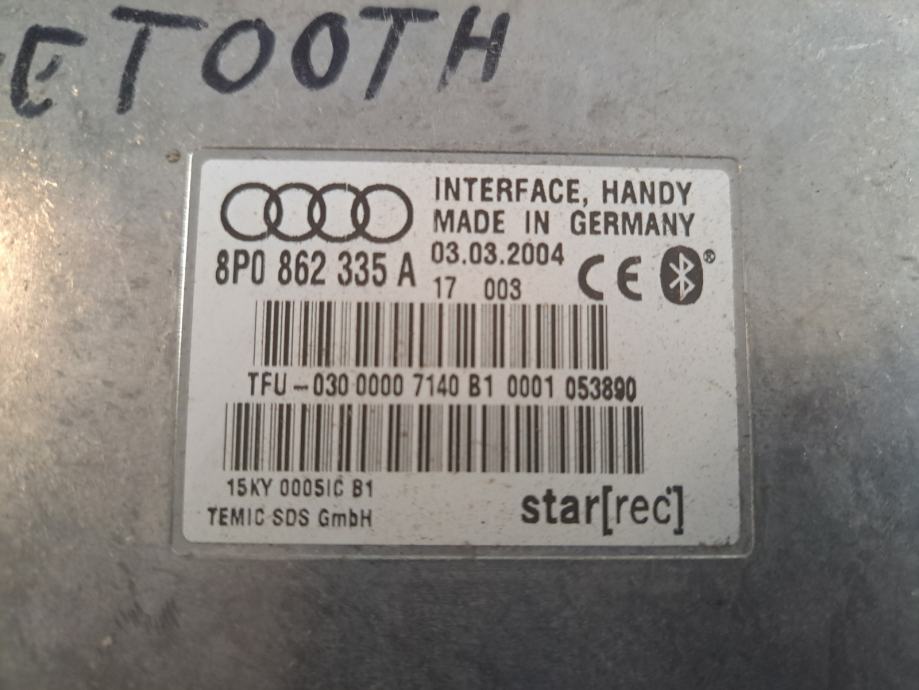 ETOOTH
INTERFACE, HANDY
MADE IN GERMANY
8P0 862 335 A
03.03.2004
17 003
CE
TFU-030 0000 7140 B1 0001 053890
15KY 0005IC B1
TEMIC SDS GmbH
star[rec]